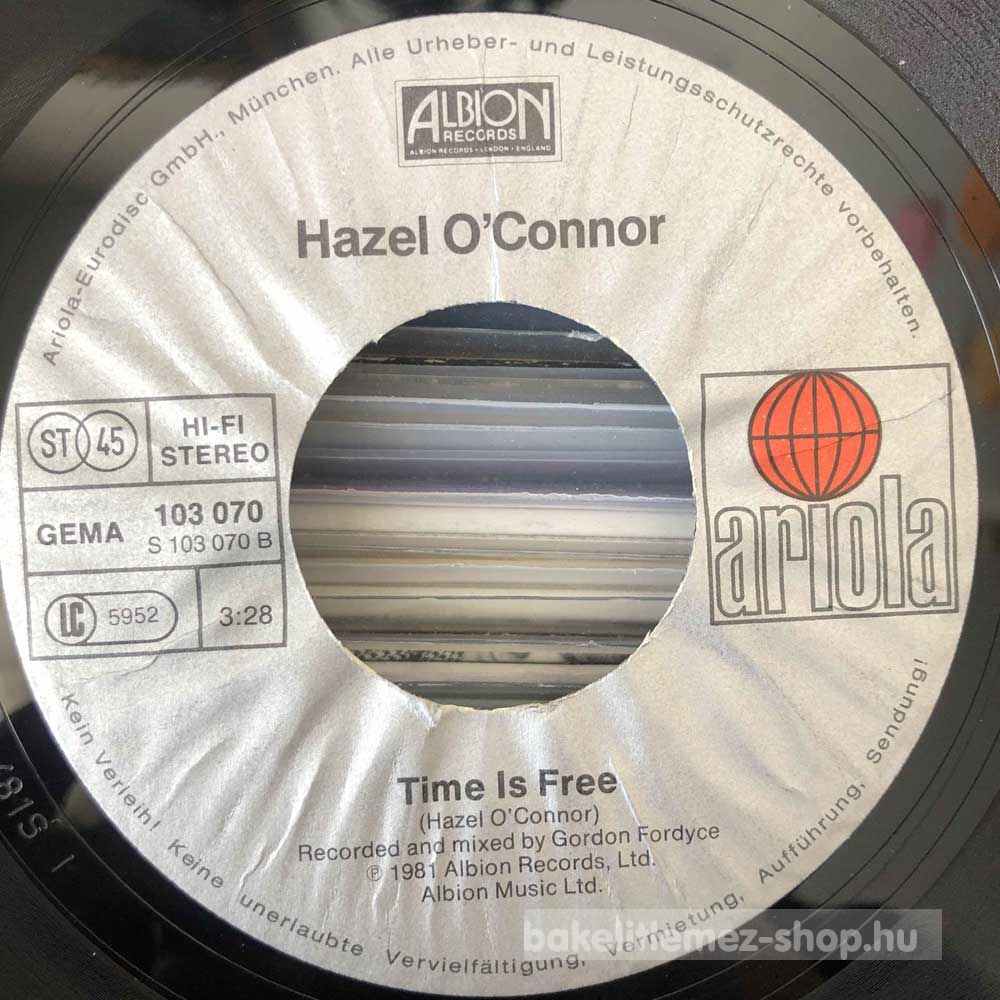 Ariola-Eurodisc GmbH., München. Alle Urheber- und Leistungsschutzrechte vorbehalten.
ALBION
RECORDS
ALBION RECORDS • LONDON • ENGLAND
Hazel O'Connor
ST 45
HI-FI
STEREO
GEMA
103 070
S 103 070 B
LC 5952
3:28
ariola
Time Is Free
(Hazel O'Connor)
Recorded and mixed by Gordon Fordyce
℗ 1981 Albion Records, Ltd.
Albion Music Ltd.
Kein Verleih! Keine unerlaubte Vervielfältigung, Vermietung, Aufführung, Sendung!
bakelitlemez-shop.hu